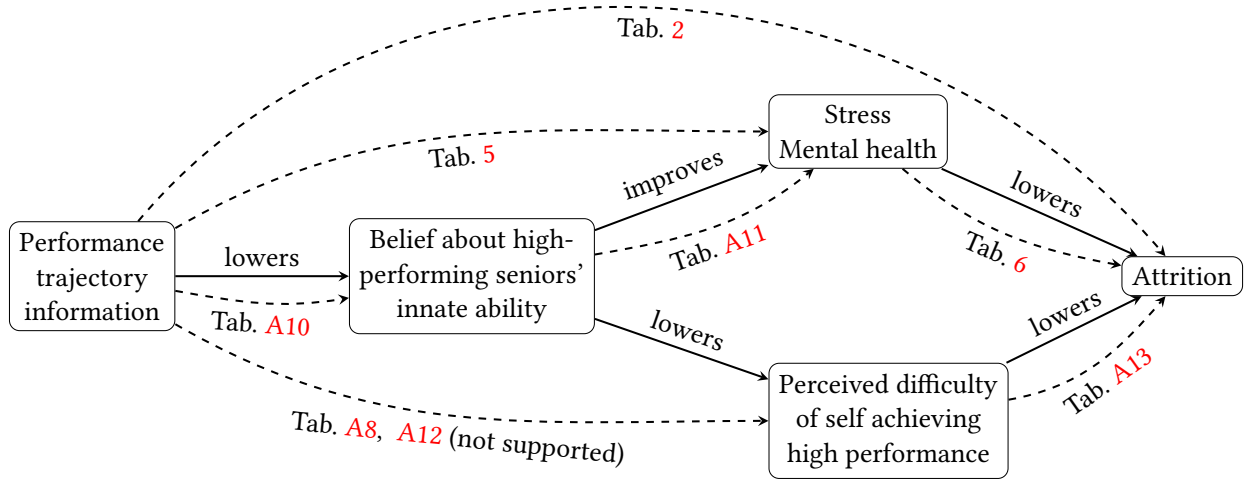 Tab. 2
Stress
Mental health
Tab. 5
improves
lowers
Performance
trajectory
information
lowers
Belief about high-
performing seniors'
innate ability
Tab. A11
Tab. 6
Attrition
Tab. A10
lowers
lowers
Perceived difficulty
of self achieving
high performance
Tab. A13
Tab. A8, A12 (not supported)